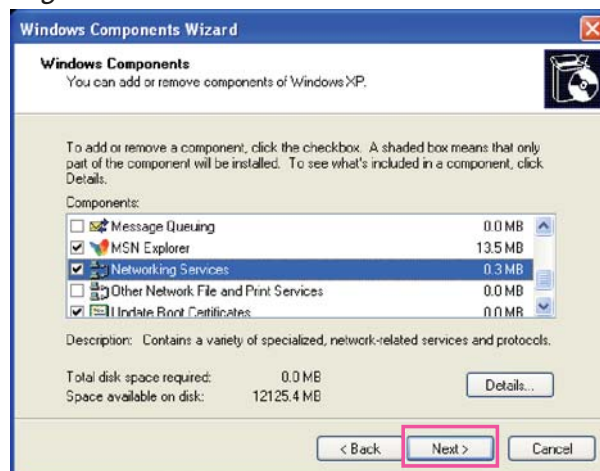 Windows Components Wizard
Windows Components
You can add or remove components of Windows XP.
To add or remove a component, click the checkbox. A shaded box means that only
part of the component will be installed. To see what's included in a component, click
Details.
Components:
Message Queuing 0.0 MB
MSN Explorer 13.5 MB
Networking Services 0.3 MB
Other Network File and Print Services 0.0 MB
Update Root Certificates 0.0 MB
Description: Contains a variety of specialized, network-related services and protocols.
Total disk space required: 0.0 MB
Space available on disk: 12125.4 MB
Details...
< Back Next > Cancel